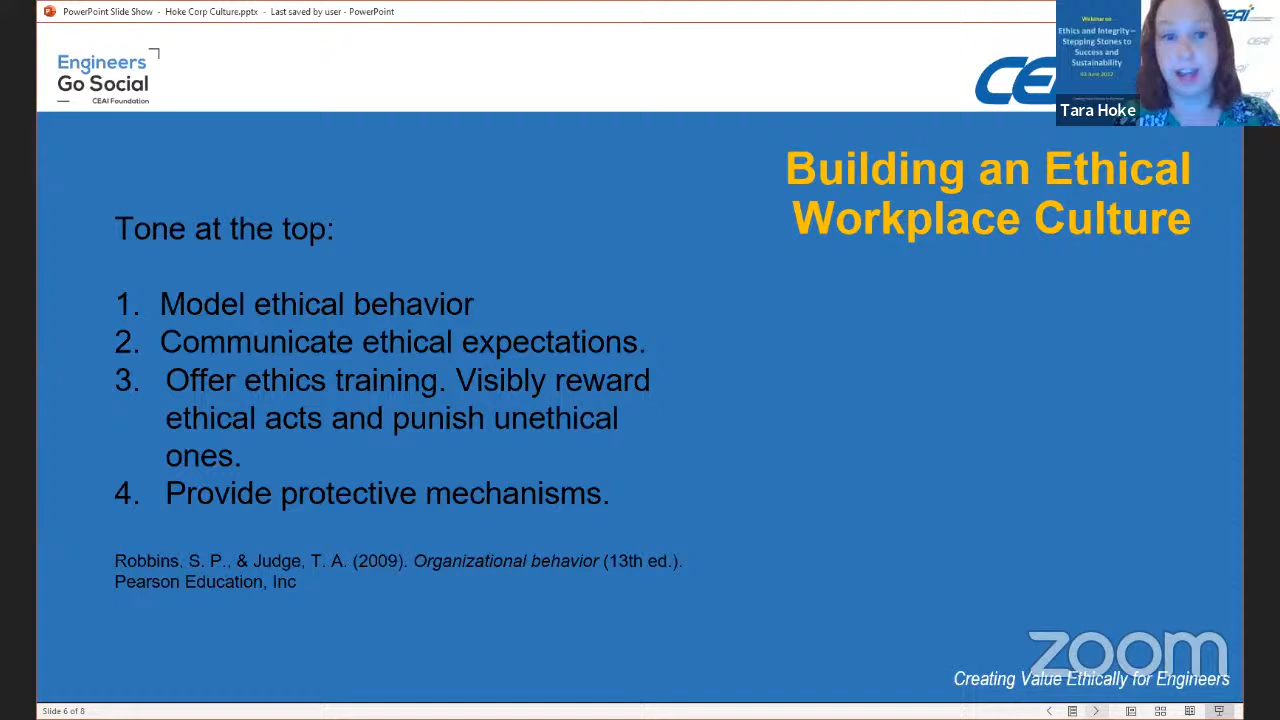 PowerPoint Slide Show - Hoke Corp Culture.pptx - Last saved by user - PowerPoint
Engineers
Go Social
CEAI Foundation
CE
Webinar on
Ethics and Integrity –
Stepping Stones to
Success and
Sustainability
03 June 2022
Tara Hoke
CEAI
CEAI
Building an Ethical
Workplace Culture
Tone at the top:
1. Model ethical behavior
2. Communicate ethical expectations.
3. Offer ethics training. Visibly reward
ethical acts and punish unethical
ones.
4. Provide protective mechanisms.
Robbins, S. P., & Judge, T. A. (2009). Organizational behavior (13th ed.).
Pearson Education, Inc
zoom
Creating Value Ethically for Engineers
Slide 6 of 8